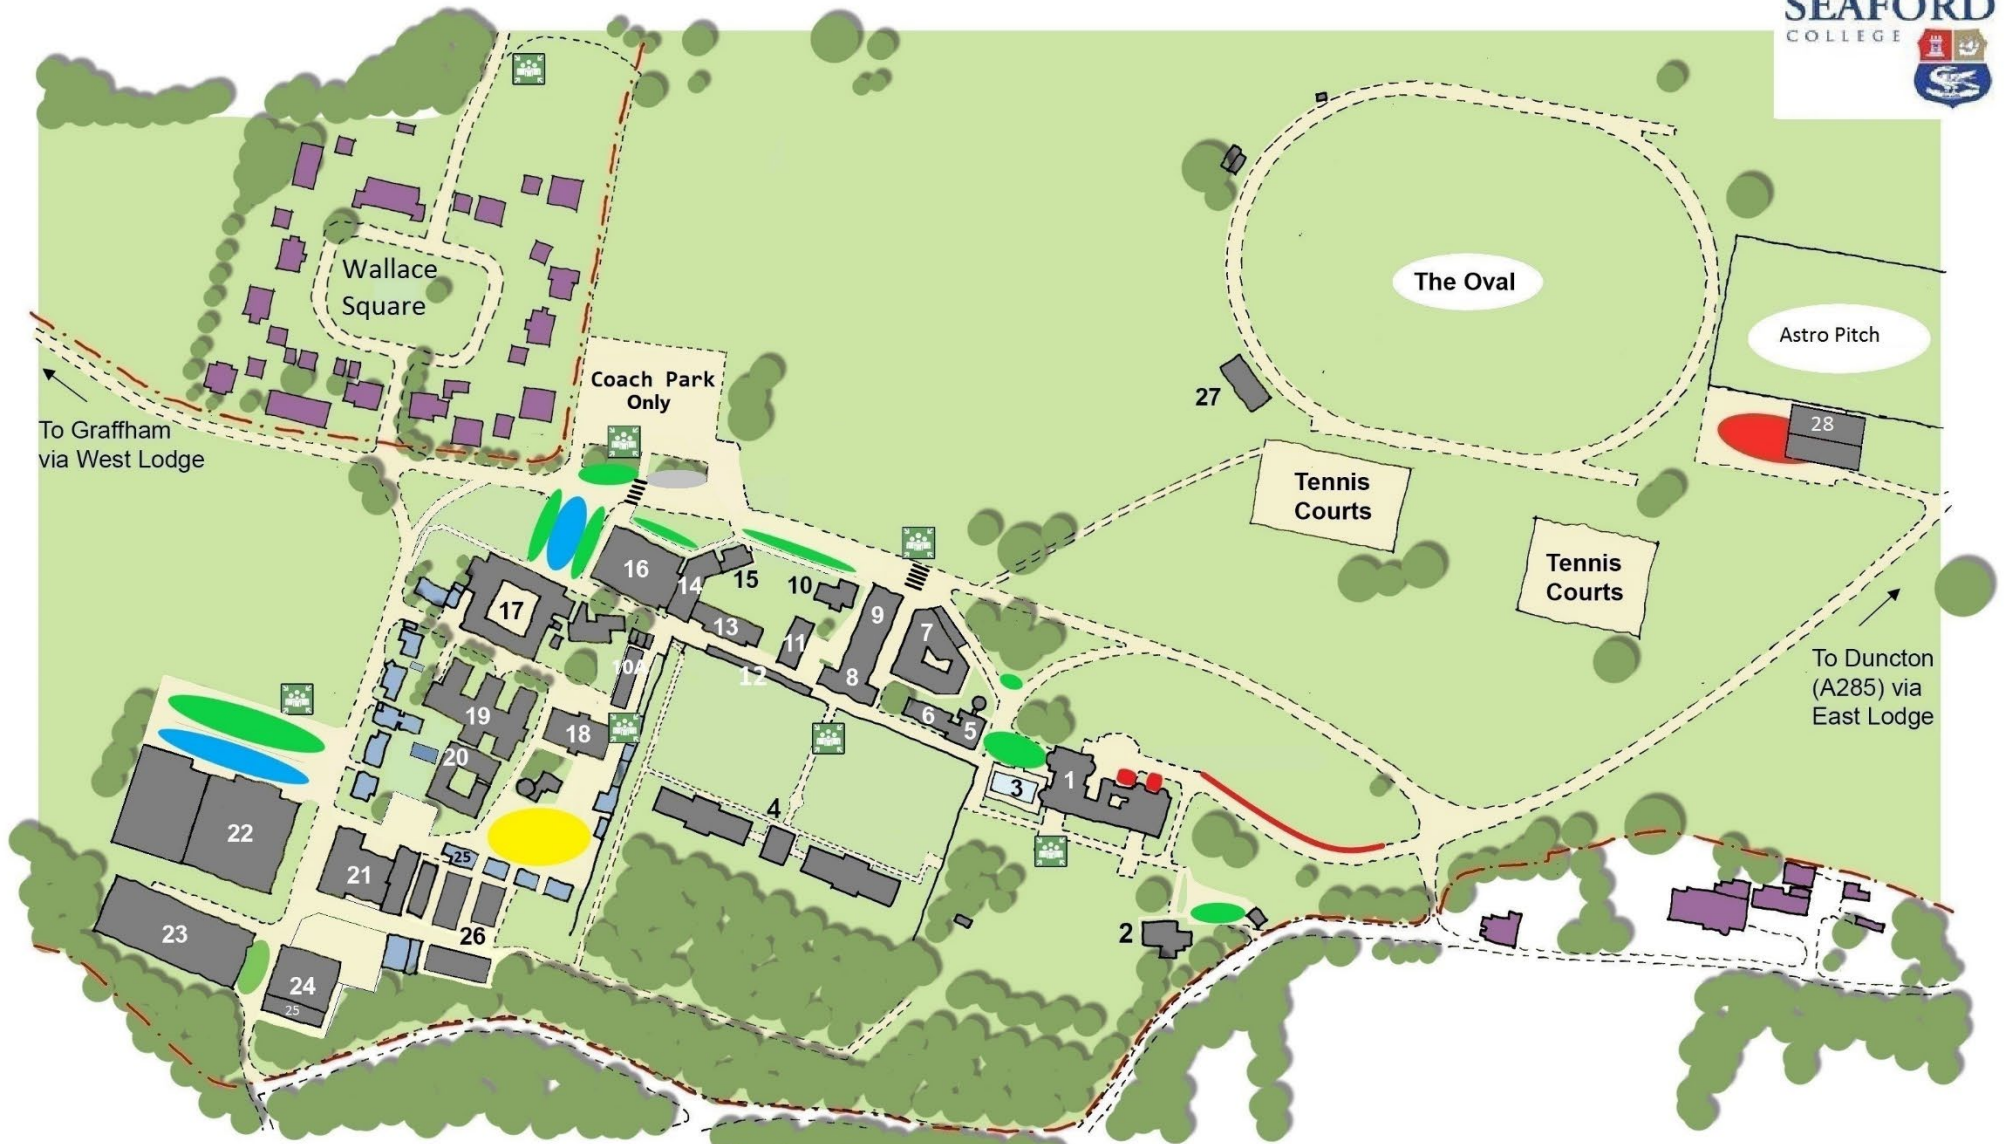 SEAFORD
COLLEGE
Wallace
Square
The Oval
Astro Pitch
Coach Park
Only
27
28
To Graffham
via West Lodge
Tennis
Courts
Tennis
Courts
16
14
15
10
9
17
13
11
7
10A
12
8
To Duncton
(A285) via
East Lodge
19
18
6
5
20
1
3
4
22
25
21
23
26
2
24
25